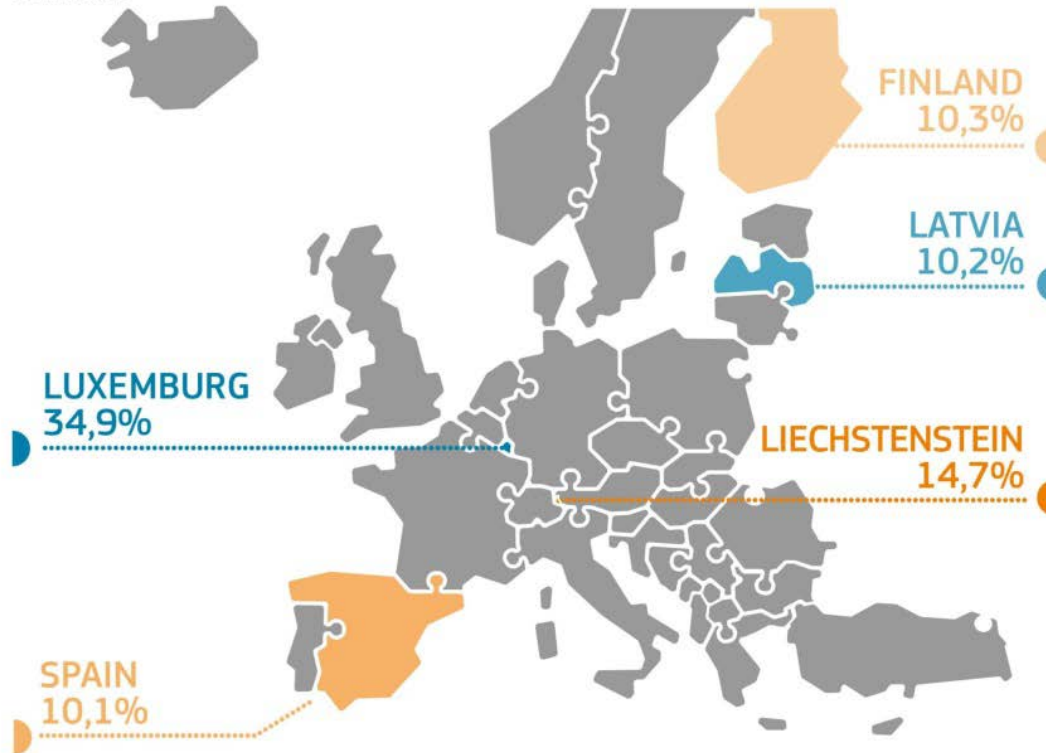 FINLAND
10,3%
LATVIA
10,2%
LUXEMBURG
34,9%
LIECHSTENSTEIN
14,7%
SPAIN
10,1%